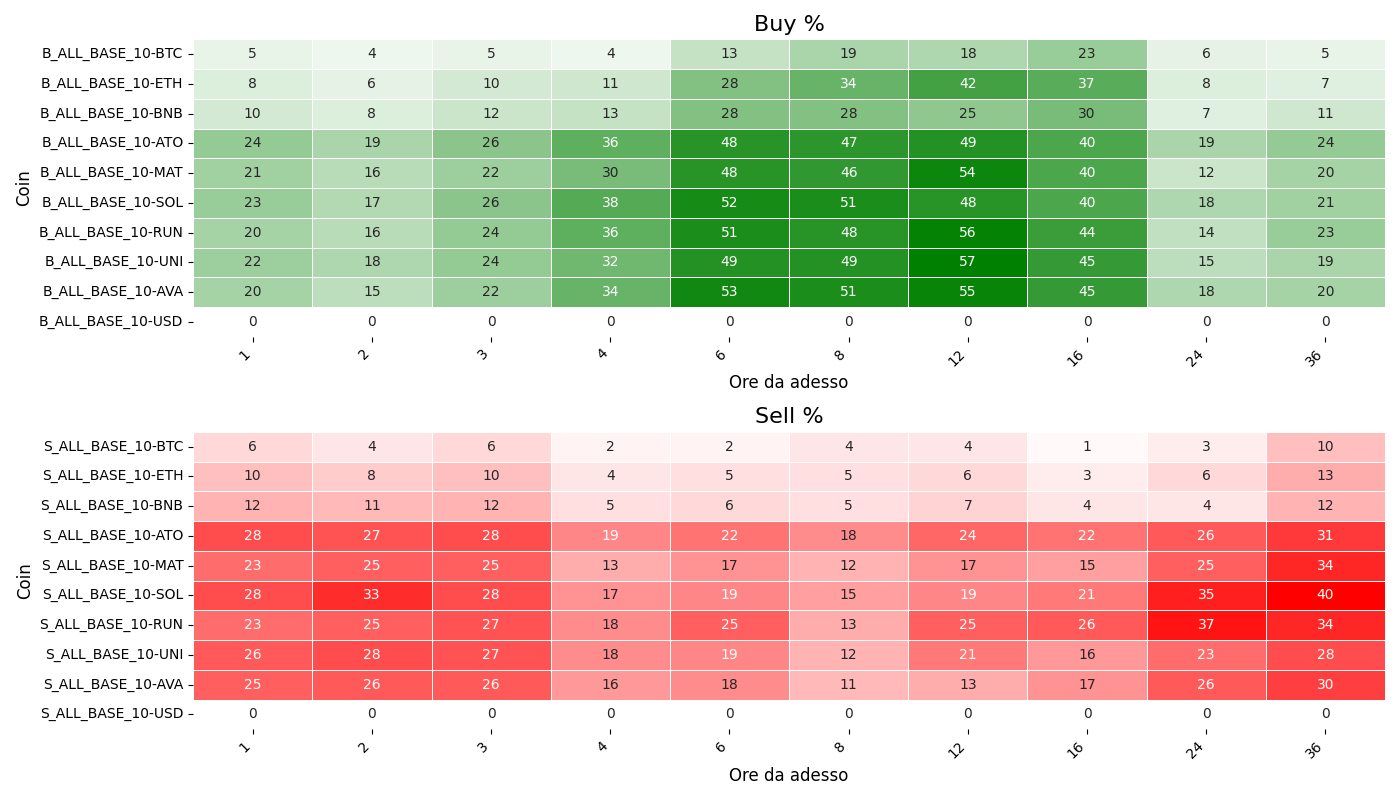 Buy %
Coin
B_ALL_BASE_10-BTC 5 4 5 4 13 19 18 23 6 5
B_ALL_BASE_10-ETH 8 6 10 11 28 34 42 37 8 7
B_ALL_BASE_10-BNB 10 8 12 13 28 28 25 30 7 11
B_ALL_BASE_10-ATO 24 19 26 36 48 47 49 40 19 24
B_ALL_BASE_10-MAT 21 16 22 30 48 46 54 40 12 20
B_ALL_BASE_10-SOL 23 17 26 38 52 51 48 40 18 21
B_ALL_BASE_10-RUN 20 16 24 36 51 48 56 44 14 23
B_ALL_BASE_10-UNI 22 18 24 32 49 49 57 45 15 19
B_ALL_BASE_10-AVA 20 15 22 34 53 51 55 45 18 20
B_ALL_BASE_10-USD 0 0 0 0 0 0 0 0 0 0
1 2 3 4 6 8 12 16 24 36
Ore da adesso
Sell %
Coin
S_ALL_BASE_10-BTC 6 4 6 2 2 4 4 1 3 10
S_ALL_BASE_10-ETH 10 8 10 4 5 5 6 3 6 13
S_ALL_BASE_10-BNB 12 11 12 5 6 5 7 4 4 12
S_ALL_BASE_10-ATO 28 27 28 19 22 18 24 22 26 31
S_ALL_BASE_10-MAT 23 25 25 13 17 12 17 15 25 34
S_ALL_BASE_10-SOL 28 33 28 17 19 15 19 21 35 40
S_ALL_BASE_10-RUN 23 25 27 18 25 13 25 26 37 34
S_ALL_BASE_10-UNI 26 28 27 18 19 12 21 16 23 28
S_ALL_BASE_10-AVA 25 26 26 16 18 11 13 17 26 30
S_ALL_BASE_10-USD 0 0 0 0 0 0 0 0 0 0
1 2 3 4 6 8 12 16 24 36
Ore da adesso